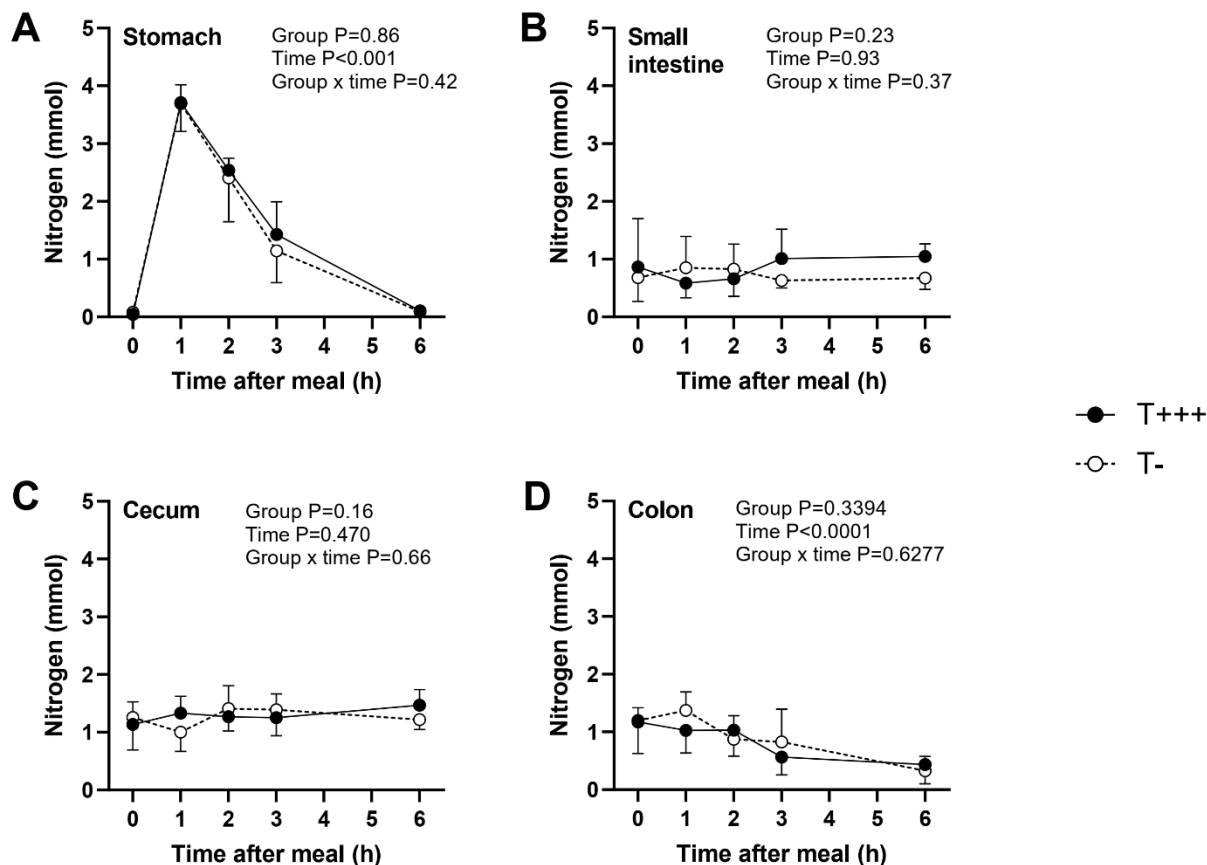 A
Stomach
Group P=0.86
Time P<0.001
Group x time P=0.42
Nitrogen (mmol)
5
4
3
2
1
0
0 1 2 3 4 5 6
Time after meal (h)
B
Small
intestine
Group P=0.23
Time P=0.93
Group x time P=0.37
Nitrogen (mmol)
5
4
3
2
1
0
0 1 2 3 4 5 6
Time after meal (h)
T+++
T-
C
Cecum
Group P=0.16
Time P=0.470
Group x time P=0.66
Nitrogen (mmol)
5
4
3
2
1
0
0 1 2 3 4 5 6
Time after meal (h)
D
Colon
Group P=0.3394
Time P<0.0001
Group x time P=0.6277
Nitrogen (mmol)
5
4
3
2
1
0
0 1 2 3 4 5 6
Time after meal (h)